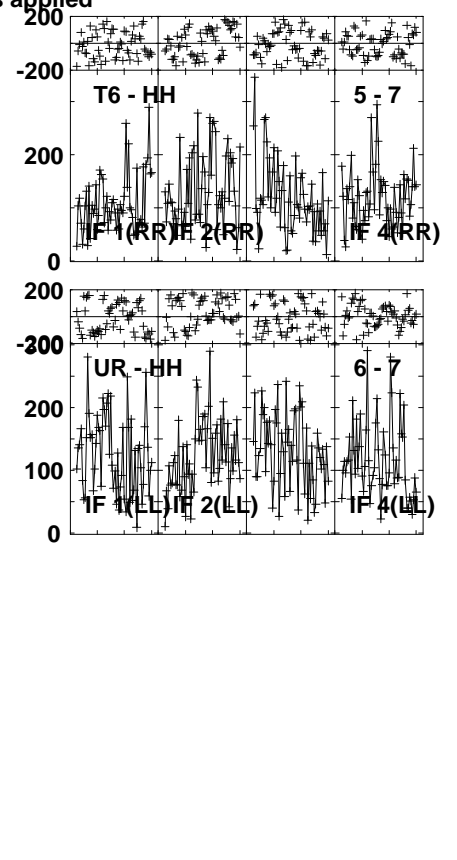 s applied
200
-200
T6 - HH 5 - 7
200
IF 1(RR) IF 2(RR) IF 4(RR)
0
200
-200
300
UR - HH 6 - 7
200
100
IF 1(LL) IF 2(LL) IF 4(LL)
0